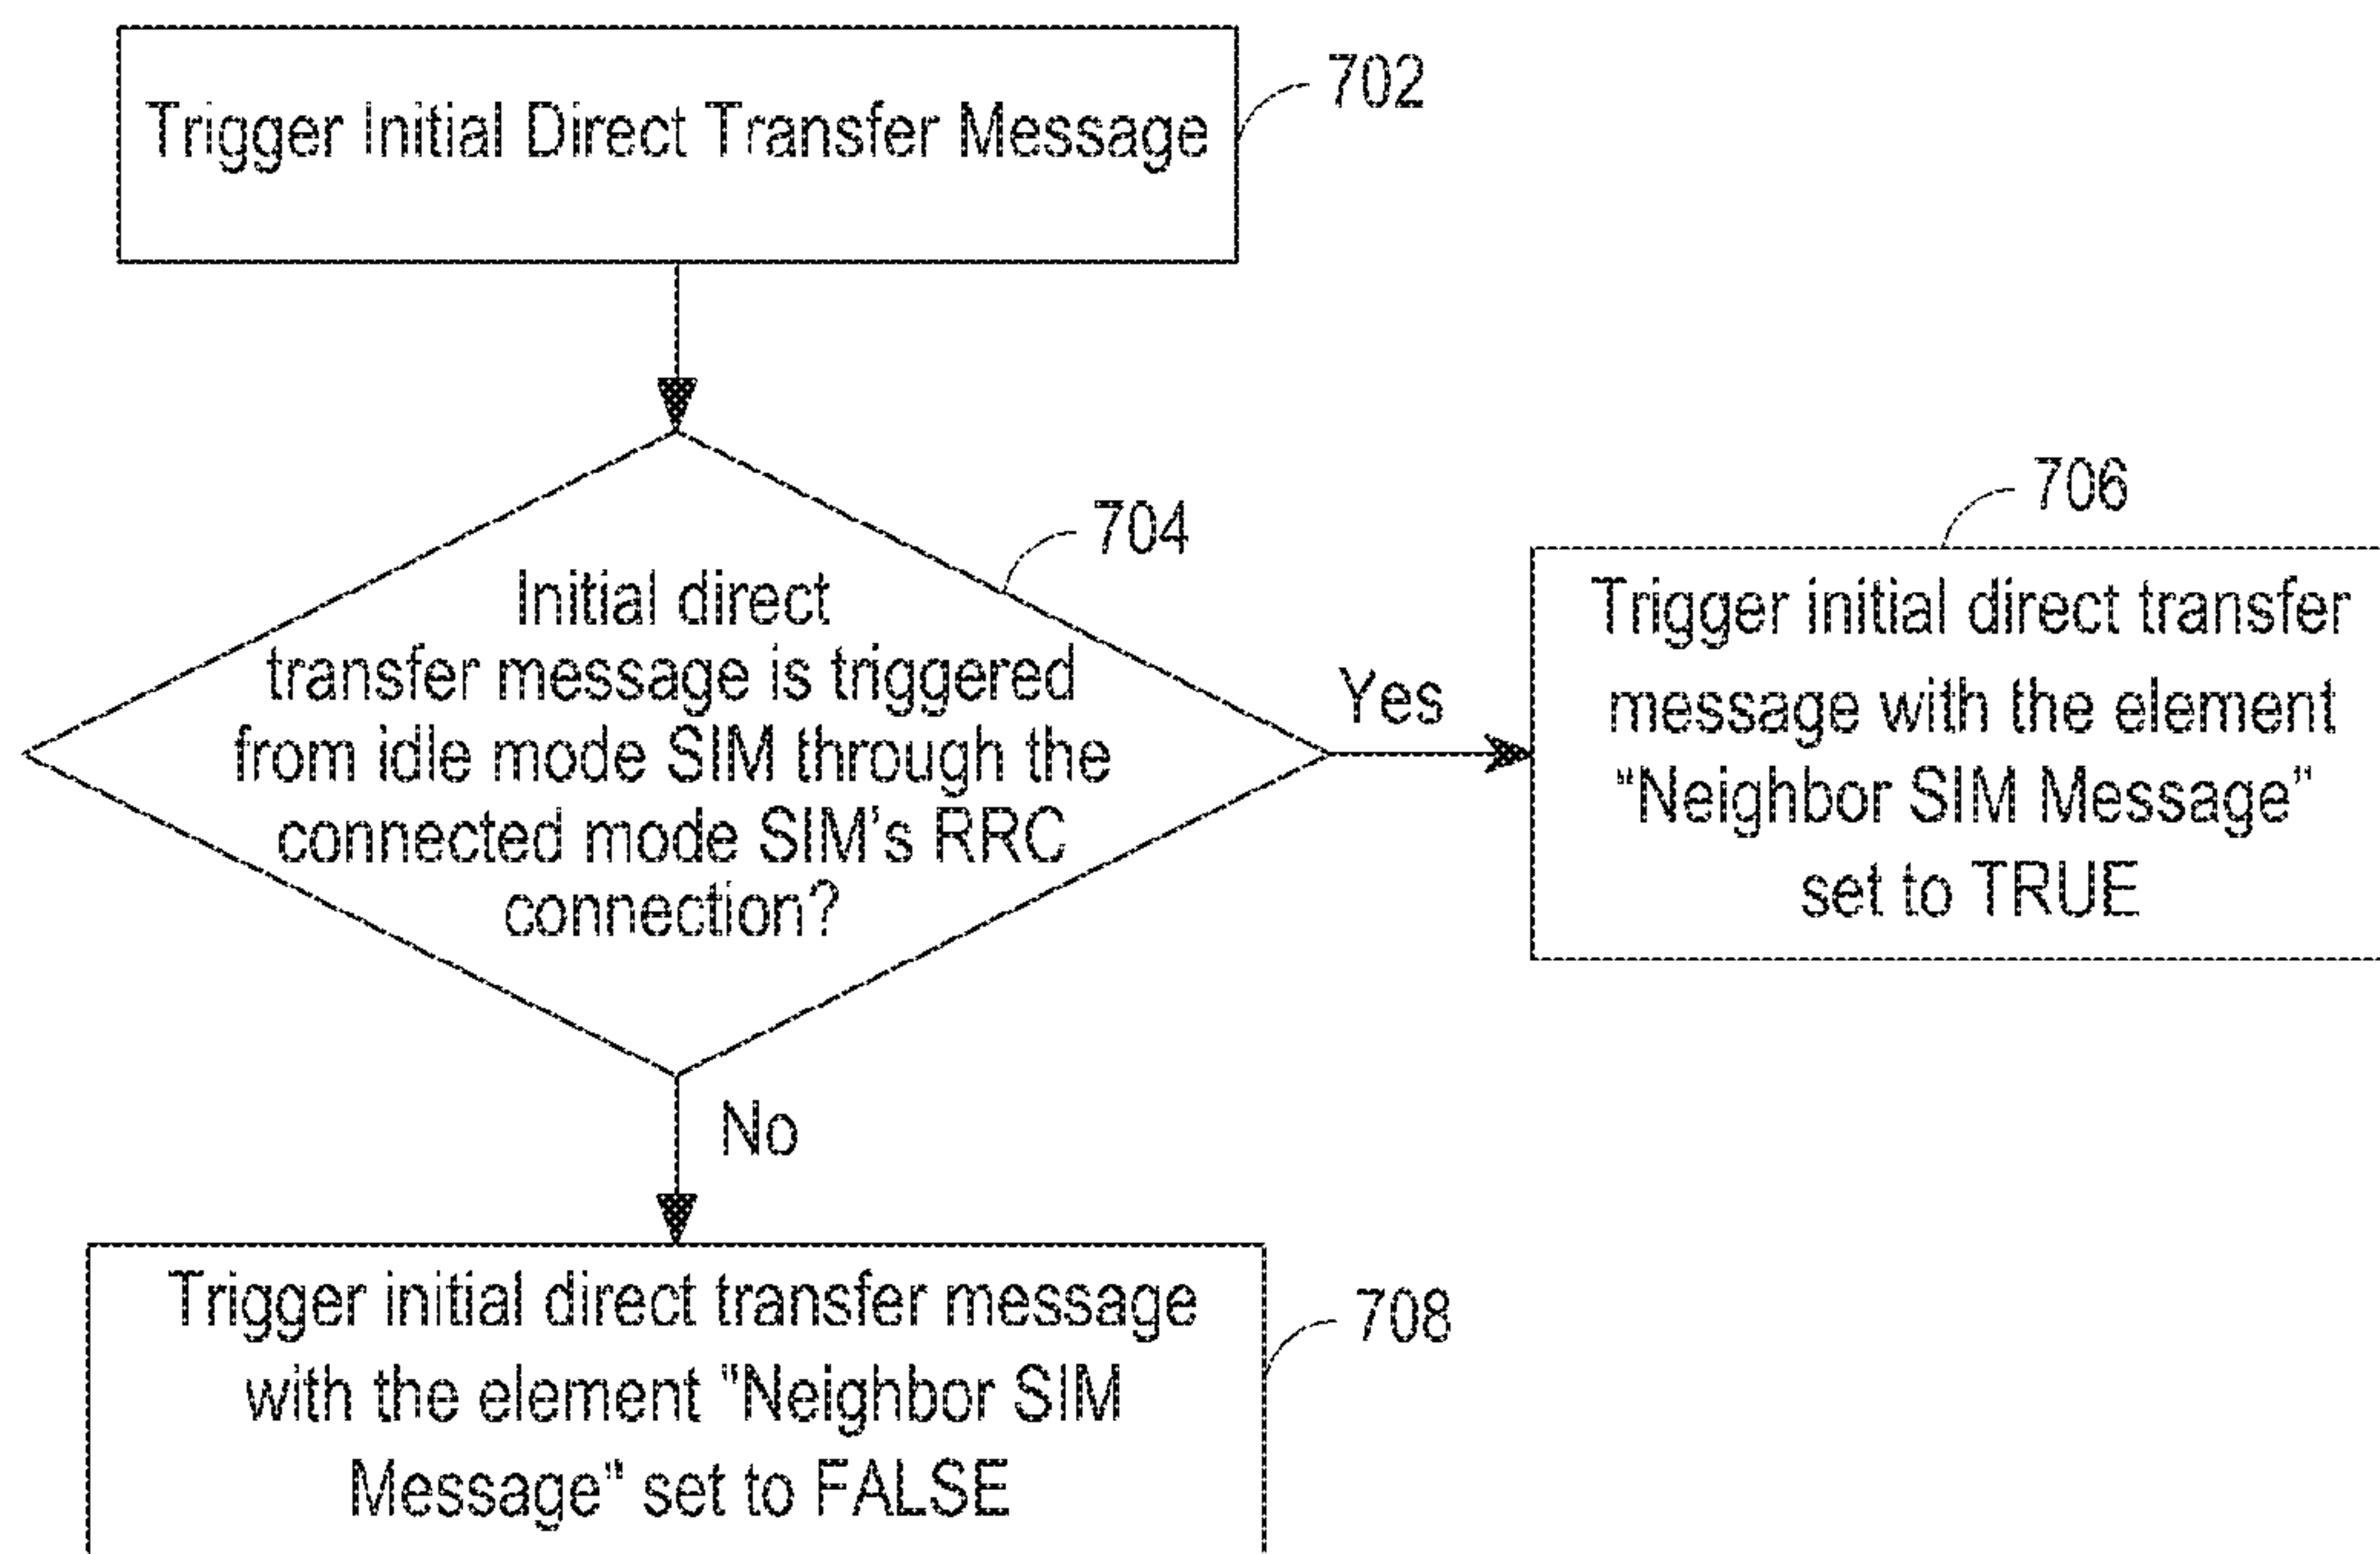 Trigger Initial Direct Transfer Message
702
704
Initial direct
transfer message is triggered
from idle mode SIM through the
connected mode SIM's RRC
connection?
Yes
706
Trigger initial direct transfer
message with the element
“Neighbor SIM Message”
set to TRUE
No
Trigger initial direct transfer message
with the element "Neighbor SIM
Message" set to FALSE
708